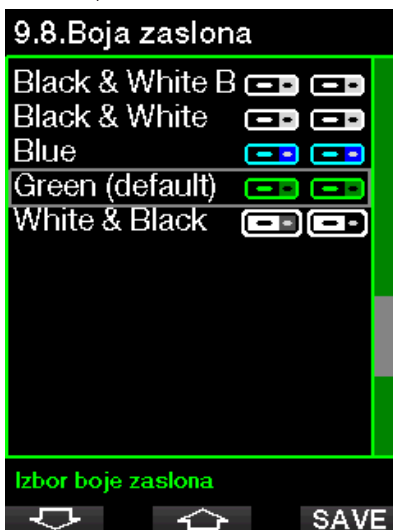 9.8.Boja zaslona
Black & White B
Black & White
Blue
Green (default)
White & Black
Izbor boje zaslona
SAVE